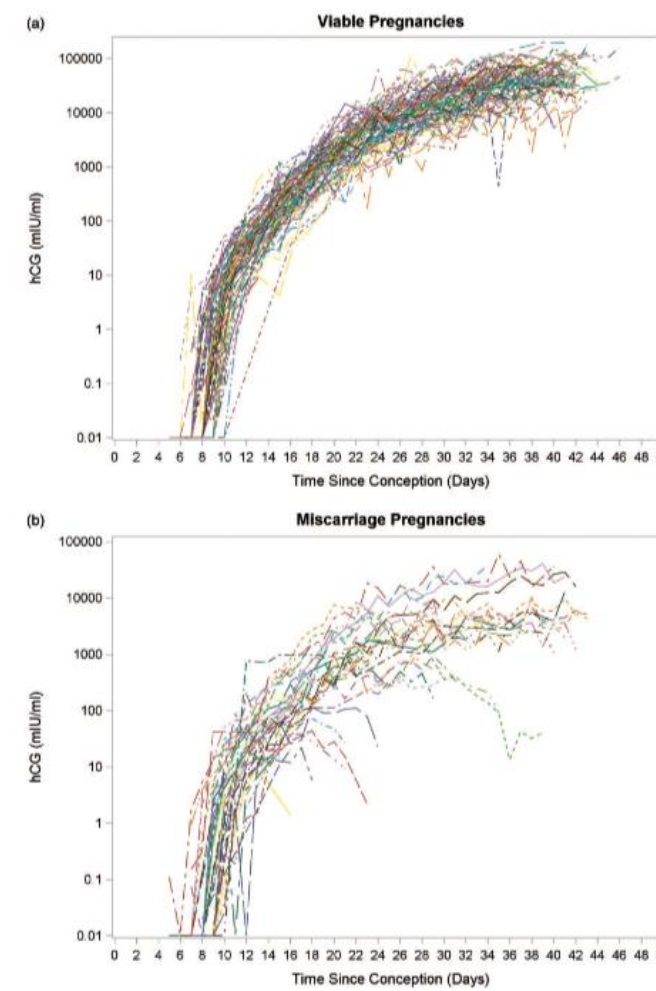 (a)
Viable Pregnancies
hCG (mIU/ml)
100000
10000
1000
100
10
1
0.1
0.01
0 2 4 6 8 10 12 14 16 18 20 22 24 26 28 30 32 34 36 38 40 42 44 46 48
Time Since Conception (Days)
(b)
Miscarriage Pregnancies
hCG (mIU/ml)
100000
10000
1000
100
10
1
0.1
0.01
0 2 4 6 8 10 12 14 16 18 20 22 24 26 28 30 32 34 36 38 40 42 44 46 48
Time Since Conception (Days)